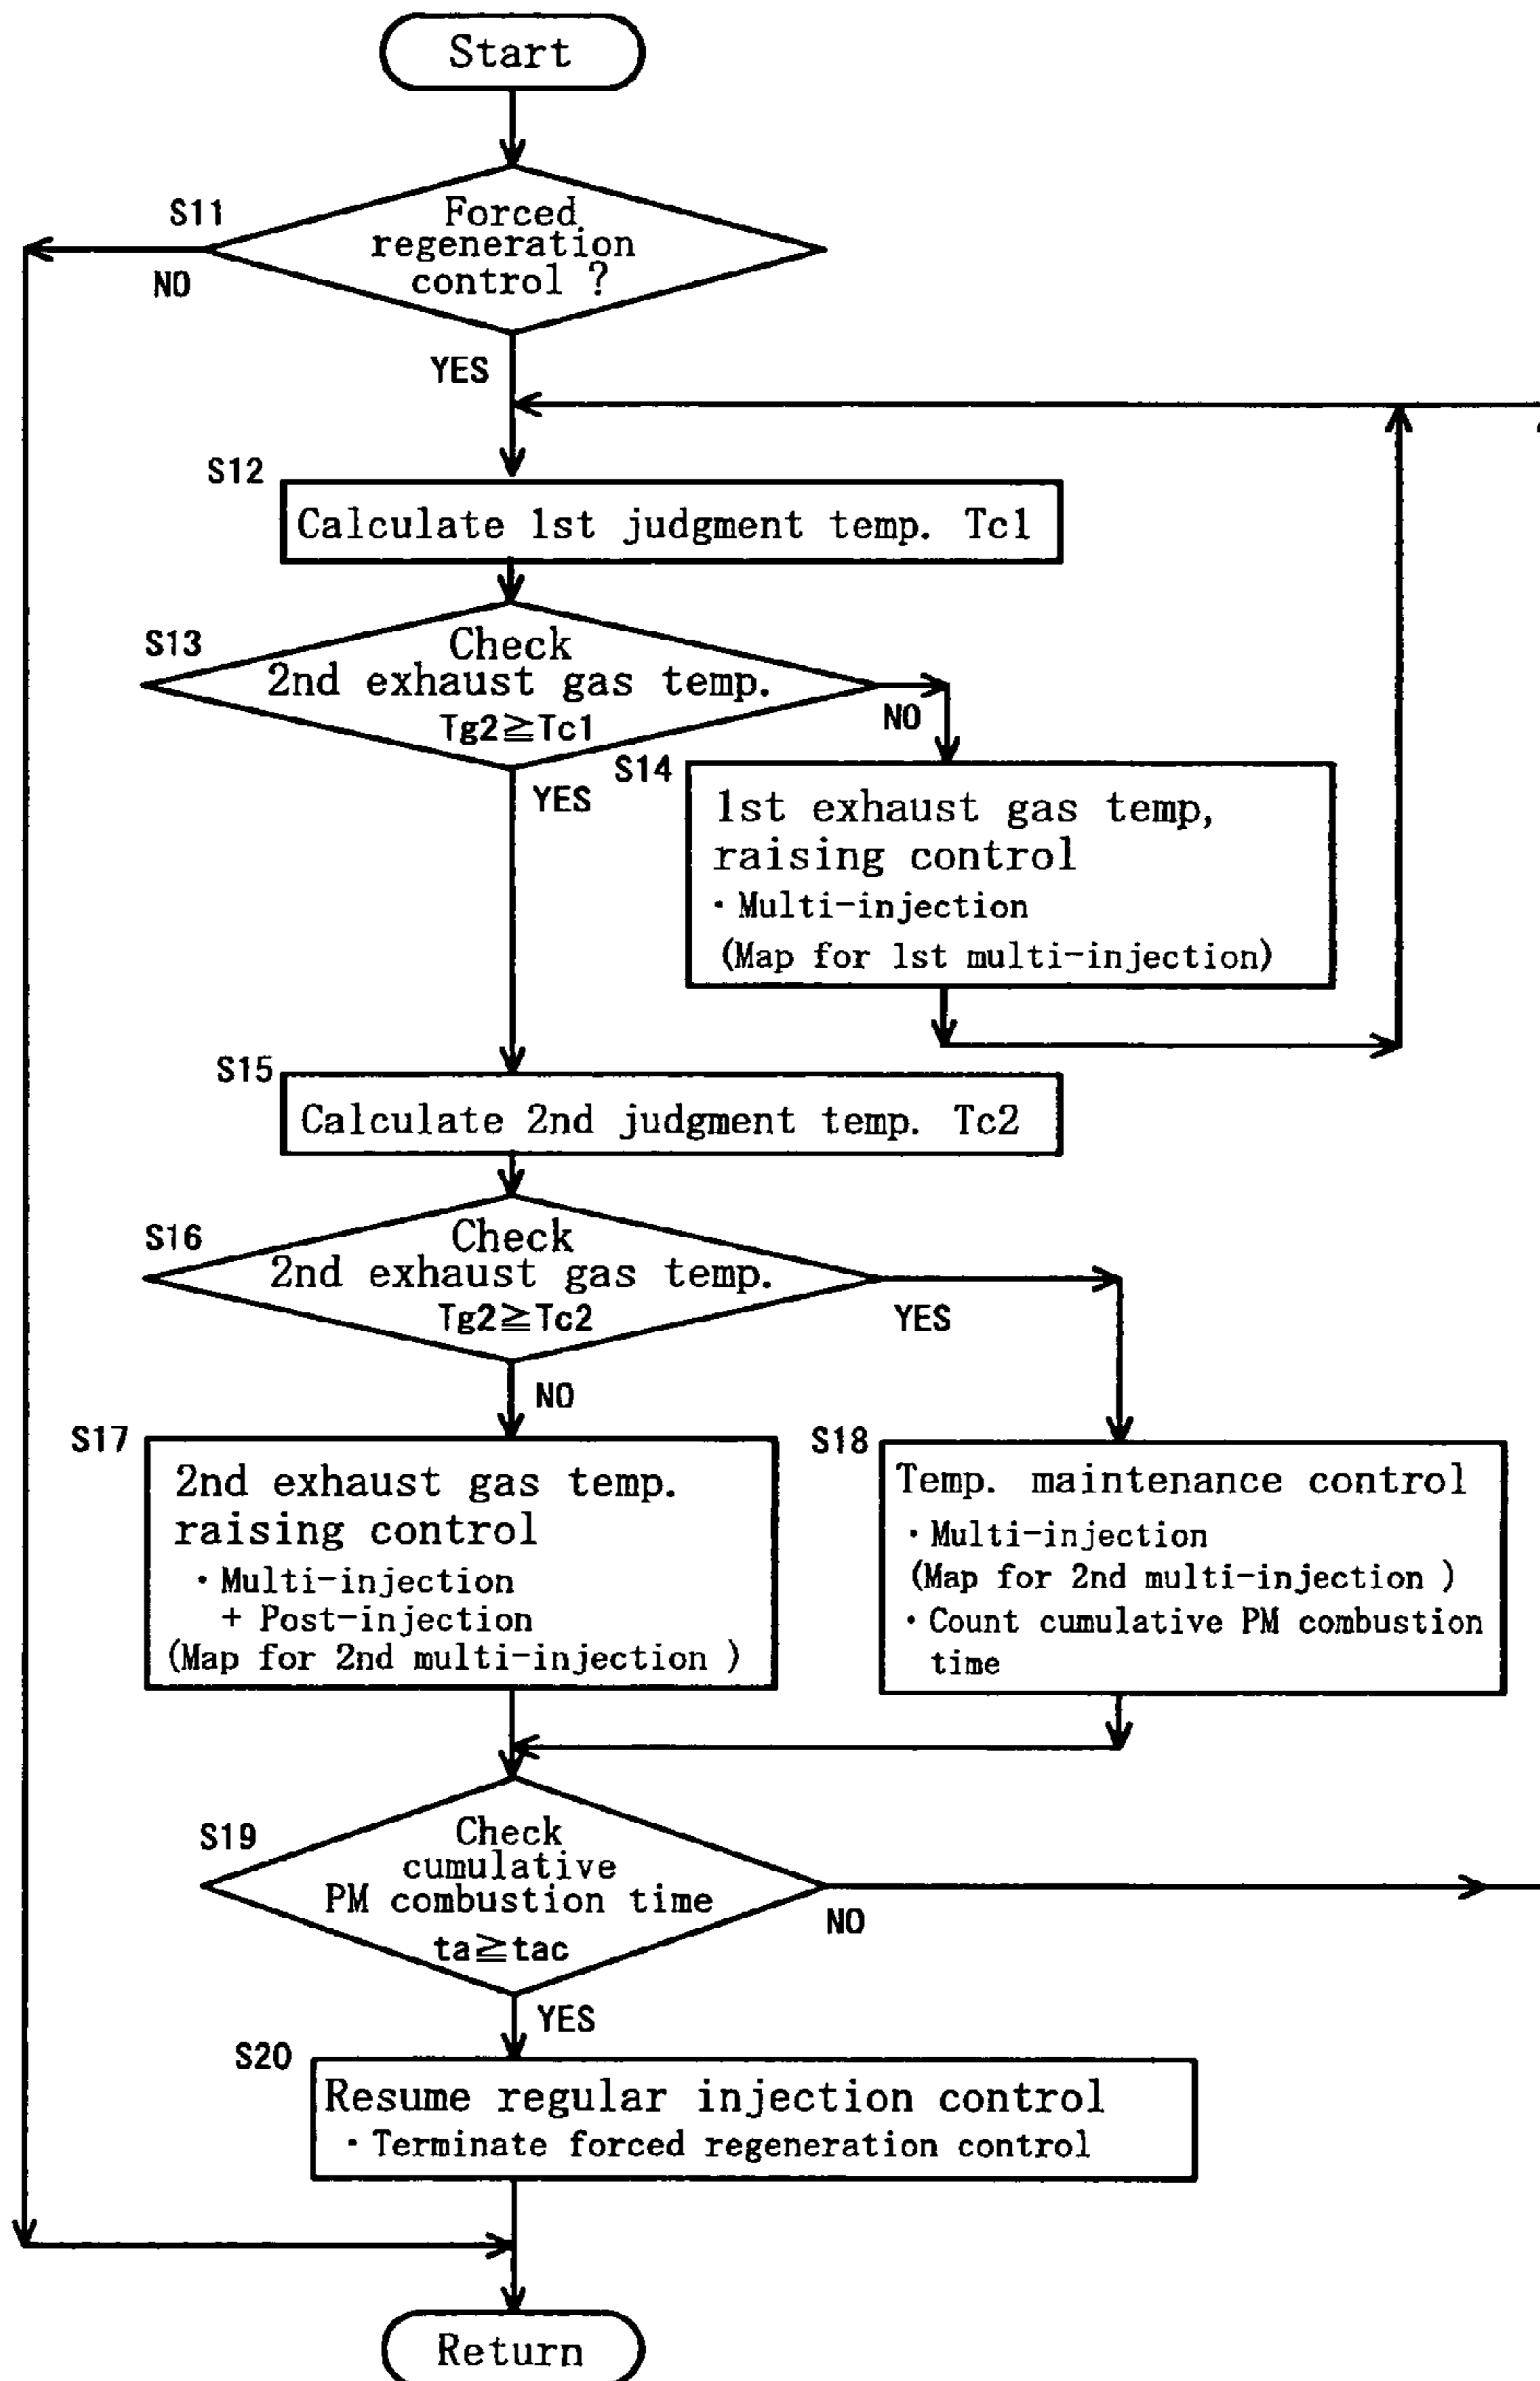 Start
S11
Forced
regeneration
control ?
NO
YES
S12
Calculate 1st judgment temp. Tc1
S13
Check
2nd exhaust gas temp.
Tg2≧Tc1
NO
YES
S14
1st exhaust gas temp,
raising control
・Multi-injection
(Map for 1st multi-injection)
S15
Calculate 2nd judgment temp. Tc2
S16
Check
2nd exhaust gas temp.
Tg2≧Tc2
YES
NO
S17
2nd exhaust gas temp.
raising control
・Multi-injection
+ Post-injection
(Map for 2nd multi-injection )
S18
Temp. maintenance control
・Multi-injection
(Map for 2nd multi-injection )
・Count cumulative PM combustion
time
S19
Check
cumulative
PM combustion time
ta≧tac
NO
YES
S20
Resume regular injection control
・Terminate forced regeneration control
Return